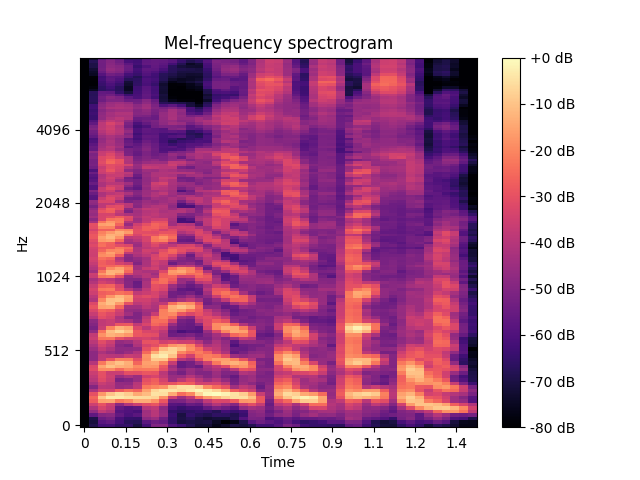 Mel-frequency spectrogram
+0 dB
-10 dB
4096
-20 dB
2048
-30 dB
Hz
-40 dB
1024
-50 dB
512
-60 dB
-70 dB
0
-80 dB
0 0.15 0.3 0.45 0.6 0.75 0.9 1.1 1.2 1.4
Time